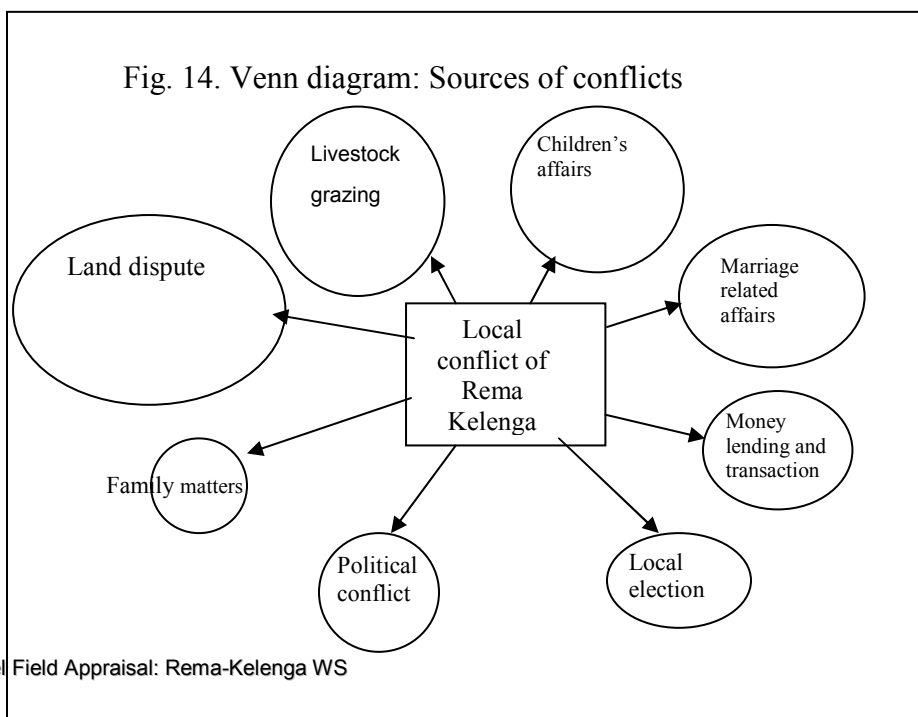 Fig. 14. Venn diagram: Sources of conflicts
Livestock
grazing
Children's
affairs
Land dispute
Marriage
related
affairs
Local
conflict of
Rema
Kelenga
Money
lending and
transaction
Family matters
Political
conflict
Local
election
Field Appraisal: Rema-Kelenga WS